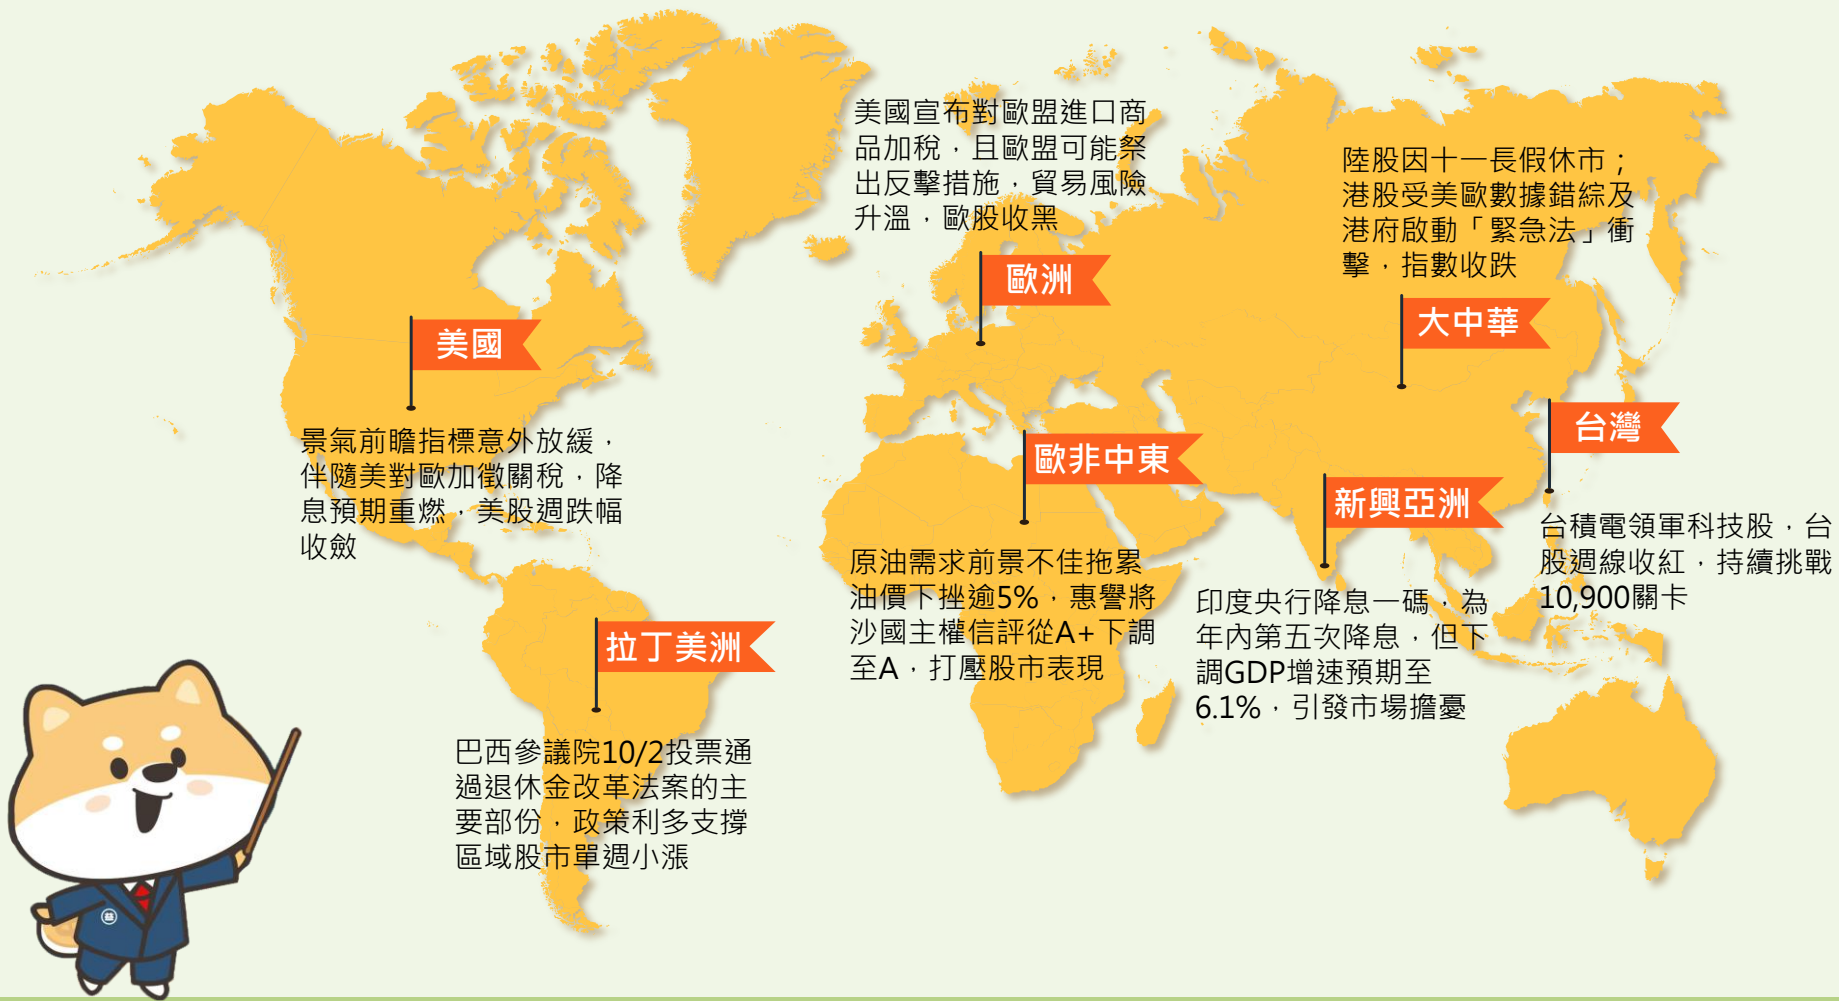 美國
景氣前瞻指標意外放緩，
伴隨美對歐加徵關稅，降
息預期重燃，美股週跌幅
收斂
拉丁美洲
巴西參議院10/2投票通
過退休金改革法案的主
要部份，政策利多支撐
區域股市單週小漲
美國宣布對歐盟進口商
品加稅，且歐盟可能祭
出反擊措施，貿易風險
升溫，歐股收黑
歐洲
歐非中東
原油需求前景不佳拖累
油價下挫逾5%，惠譽將
沙國主權信評從A+下調
至A，打壓股市表現
陸股因十一長假休市；
港股受美歐數據錯綜及
港府啟動「緊急法」衝
擊，指數收跌
大中華
新興亞洲
印度央行降息一碼，為
年內第五次降息，但下
調GDP增速預期至
6.1%，引發市場擔憂
台灣
台積電領軍科技股，台
股週線收紅，持續挑戰
10,900關卡